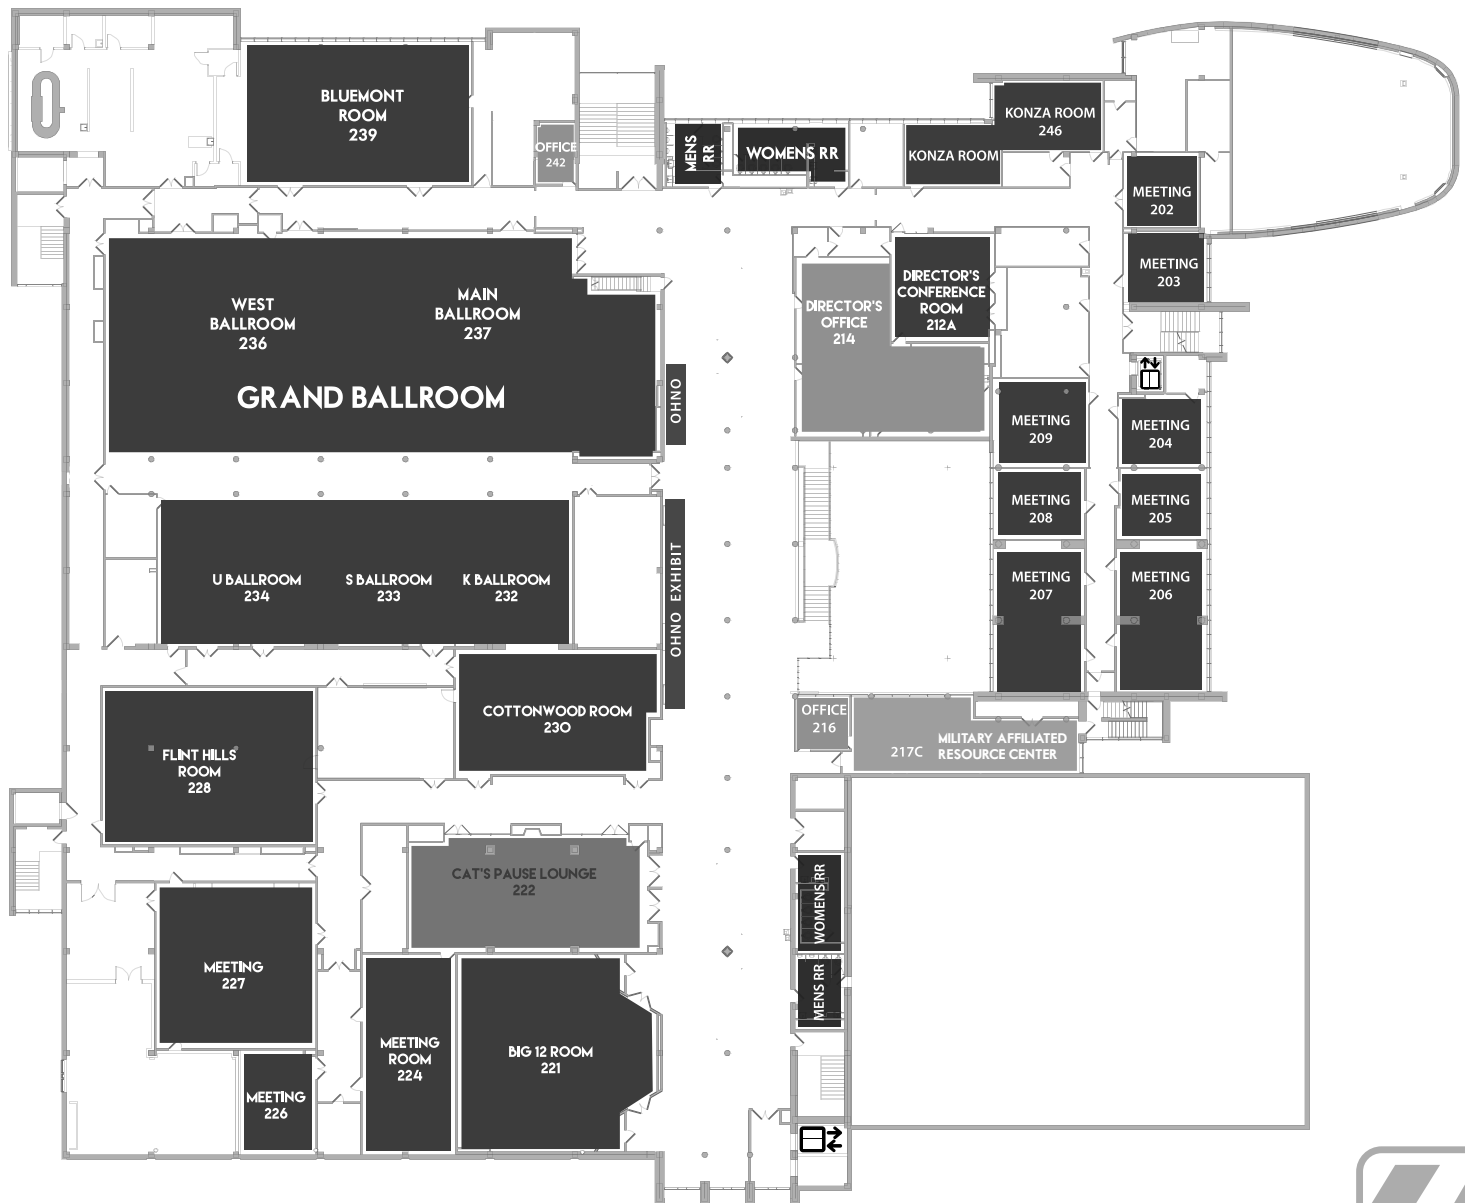 BLUEMONT
ROOM
239
OFFICE
242
MENS
RR
WOMENS RR
KONZA ROOM
246
KONZA ROOM
MEETING
202
MEETING
203
WEST
BALLROOM
236
MAIN
BALLROOM
237
GRAND BALLROOM
OHNO
DIRECTOR'S
OFFICE
214
DIRECTOR'S
CONFERENCE
ROOM
212A
MEETING
209
MEETING
204
MEETING
208
MEETING
205
U BALLROOM
234
S BALLROOM
233
K BALLROOM
232
OHNO EXHIBIT
MEETING
207
MEETING
206
COTTONWOOD ROOM
230
OFFICE
216
217C
MILITARY AFFILIATED
RESOURCE CENTER
FLINT HILLS
ROOM
228
CAT'S PAUSE LOUNGE
222
WOMENS RR
MENS RR
MEETING
227
MEETING
ROOM
224
BIG 12 ROOM
221
MEETING
226